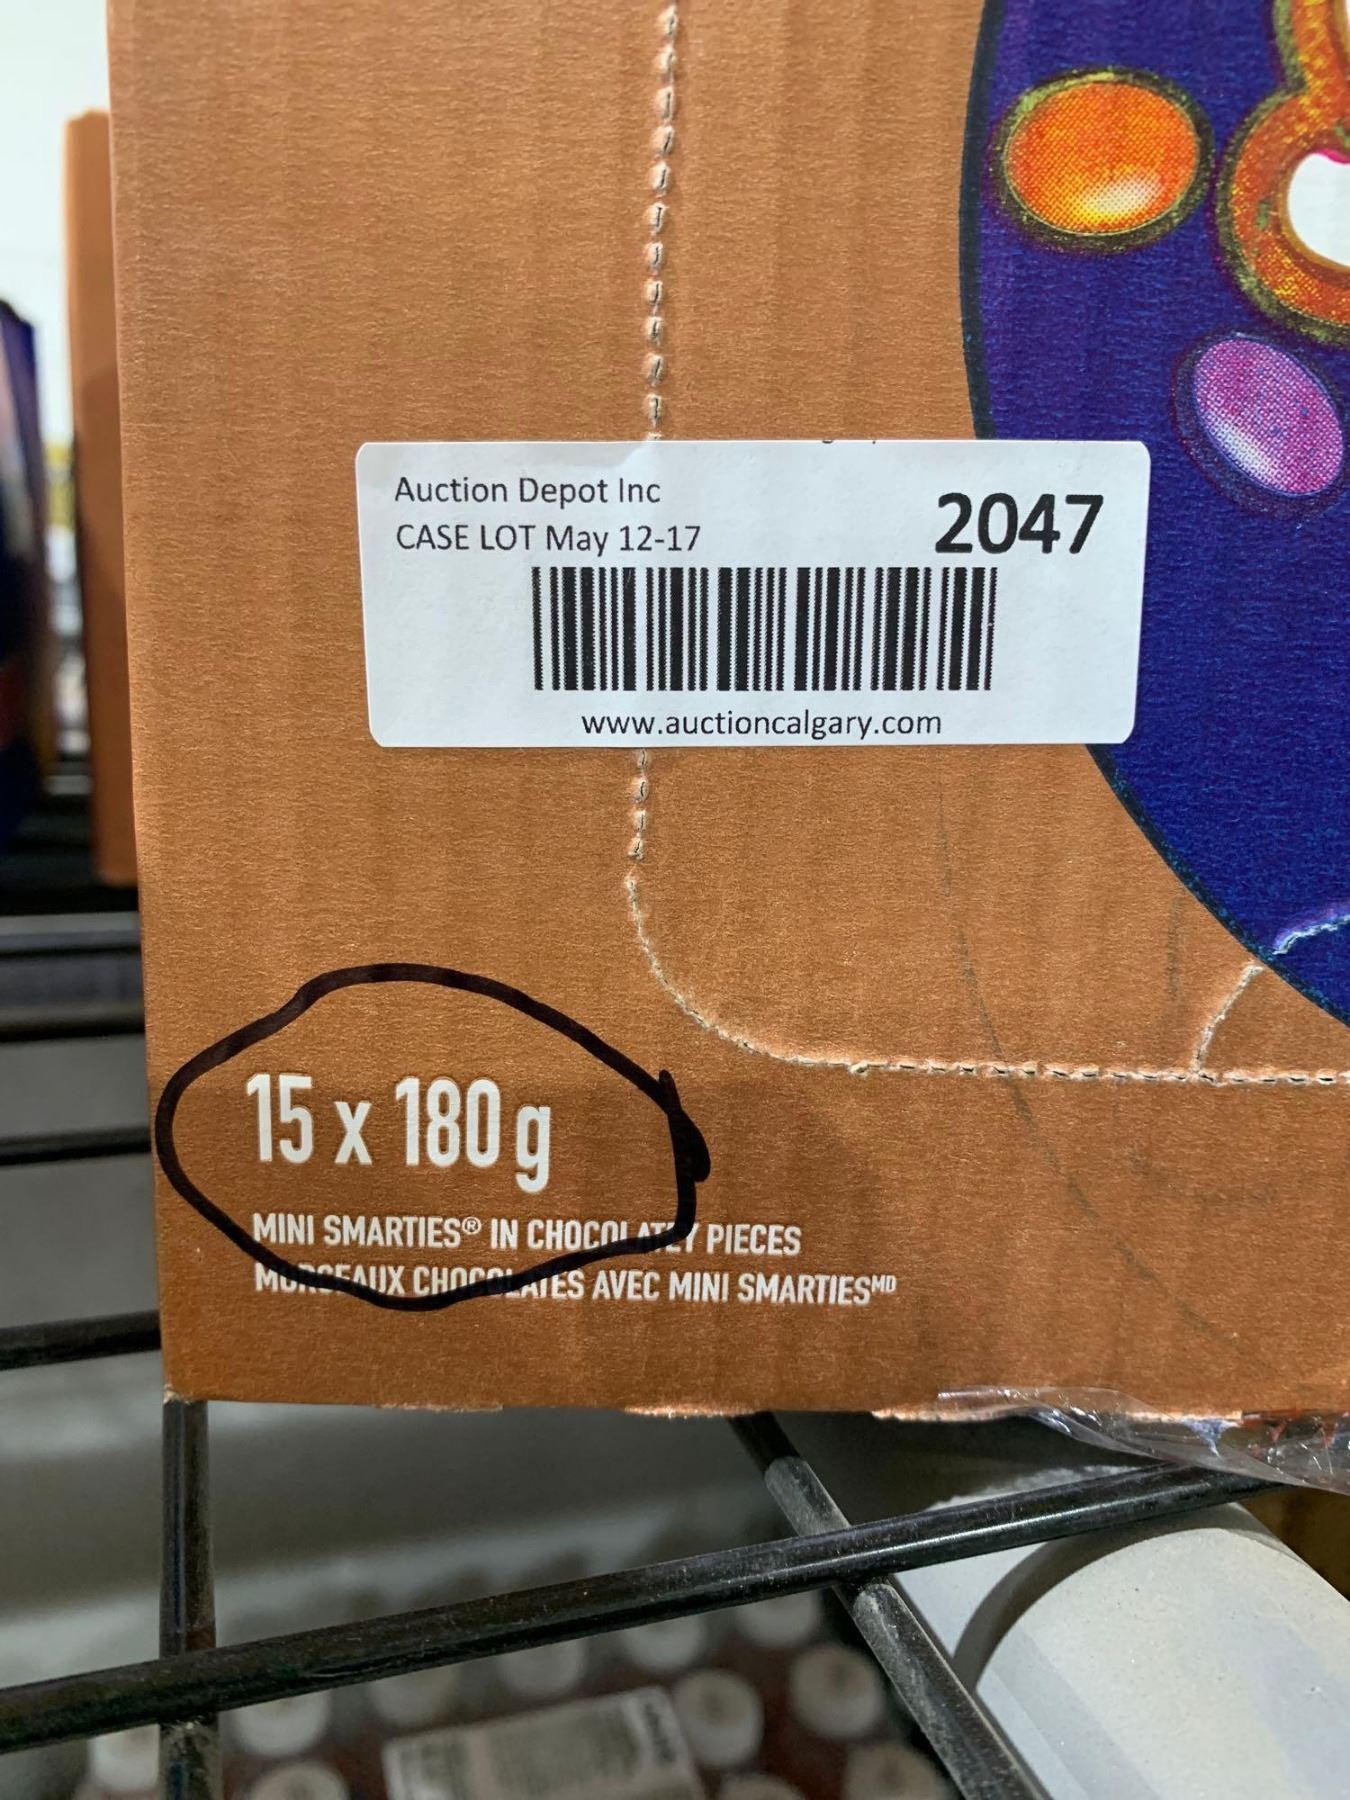 Auction Depot Inc
CASE LOT May 12-17
2047
www.auctioncalgary.com
15 x 180 g
MINI SMARTIES® IN CHOCOLATEY PIECES
MORCEAUX CHOCOLATÉS AVEC MINI SMARTIESMD